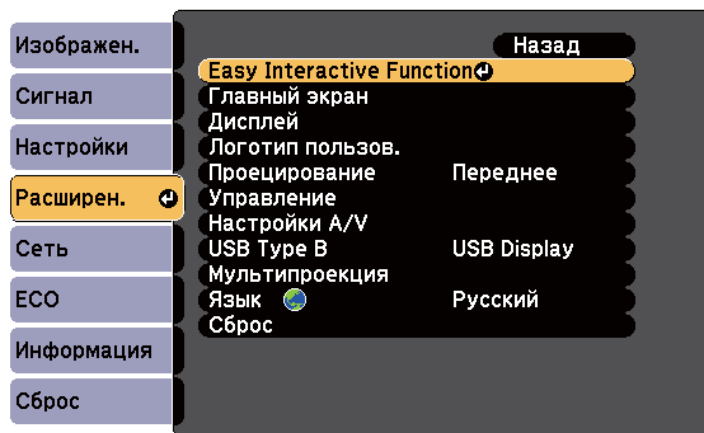 Изображен.
Сигнал
Настройки
Расширен.
Сеть
ECO
Информация
Сброс
Назад
Easy Interactive Function
Главный экран
Дисплей
Логотип пользов.
Проецирование Переднее
Управление
Настройки A/V
USB Type B USB Display
Мультипроекция
Язык Русский
Сброс